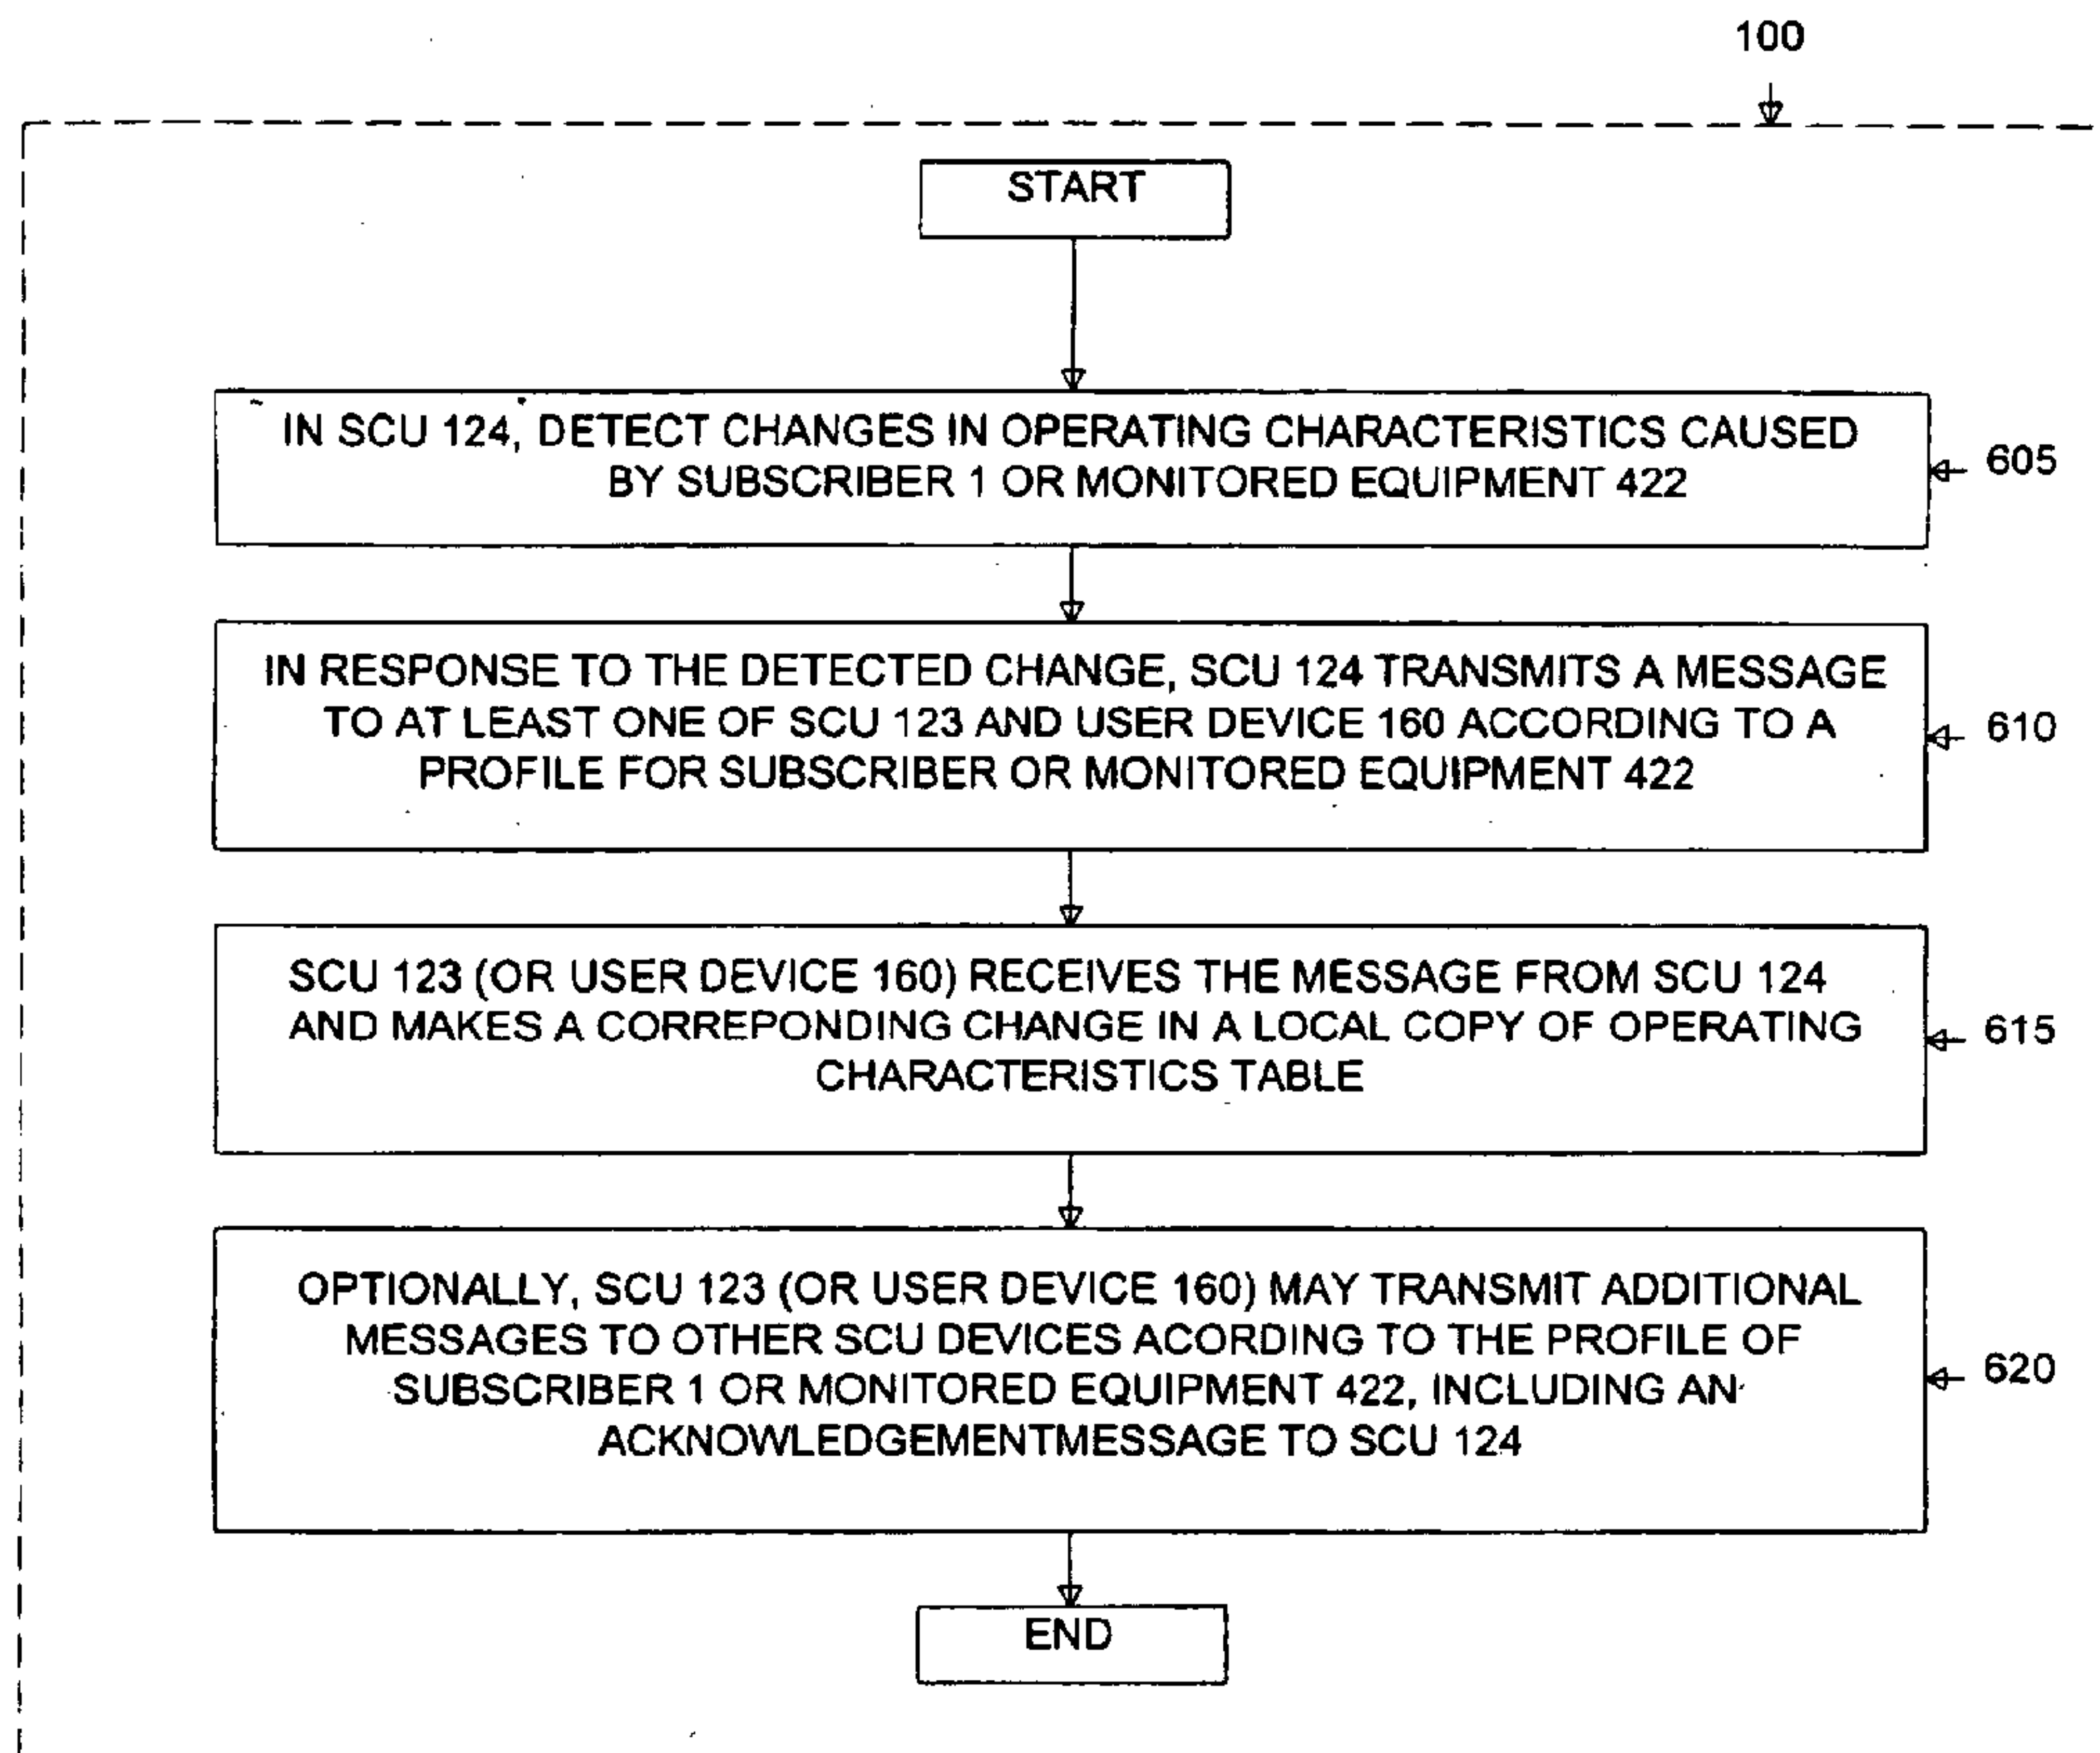 100
START
IN SCU 124, DETECT CHANGES IN OPERATING CHARACTERISTICS CAUSED
BY SUBSCRIBER 1 OR MONITORED EQUIPMENT 422
605
IN RESPONSE TO THE DETECTED CHANGE, SCU 124 TRANSMITS A MESSAGE
TO AT LEAST ONE OF SCU 123 AND USER DEVICE 160 ACCORDING TO A
PROFILE FOR SUBSCRIBER OR MONITORED EQUIPMENT 422
610
SCU 123 (OR USER DEVICE 160) RECEIVES THE MESSAGE FROM SCU 124
AND MAKES A CORREPONDING CHANGE IN A LOCAL COPY OF OPERATING
CHARACTERISTICS TABLE
615
OPTIONALLY, SCU 123 (OR USER DEVICE 160) MAY TRANSMIT ADDITIONAL
MESSAGES TO OTHER SCU DEVICES ACORDING TO THE PROFILE OF
SUBSCRIBER 1 OR MONITORED EQUIPMENT 422, INCLUDING AN
ACKNOWLEDGEMENTMESSAGE TO SCU 124
620
END